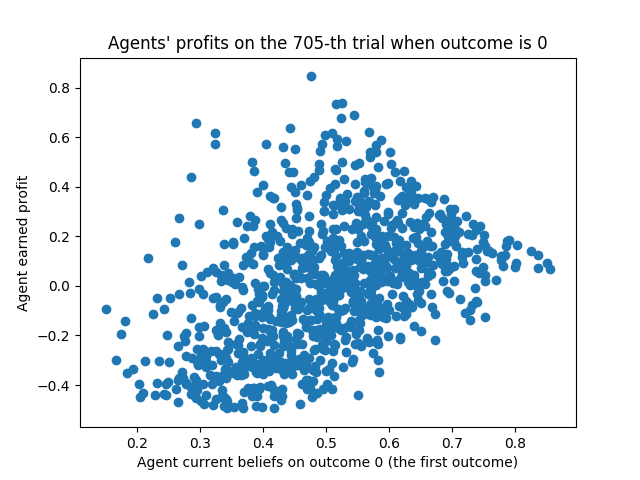 Agents' profits on the 705-th trial when outcome is 0
0.8
0.6
0.4
0.2
0.0
−0.2
−0.4
Agent earned profit
0.2 0.3 0.4 0.5 0.6 0.7 0.8
Agent current beliefs on outcome 0 (the first outcome)